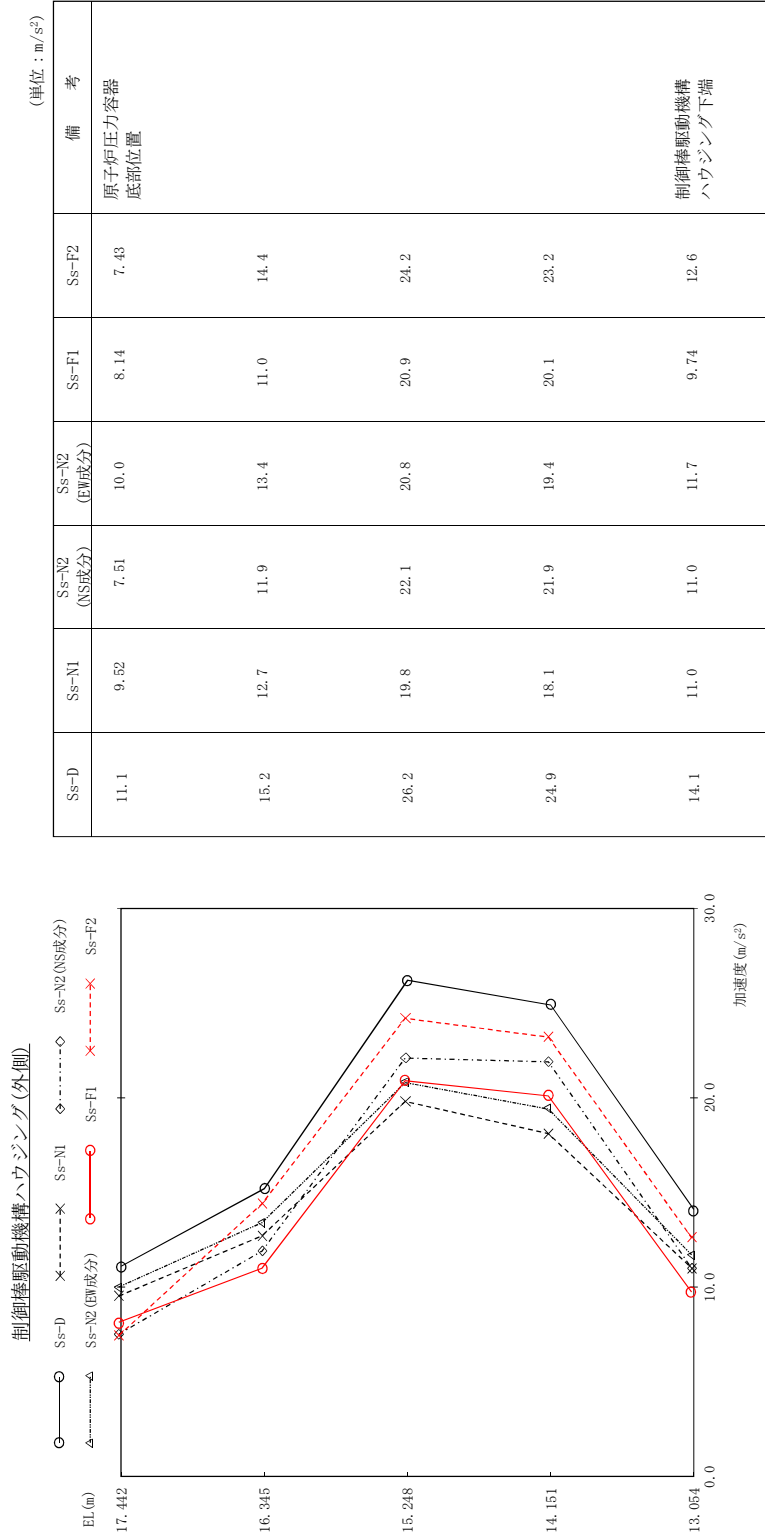 制御棒駆動機構ハウジング(外側)
Ss-D Ss-N1 Ss-N2(NS成分)
Ss-N2(EW成分) Ss-F1 Ss-F2
EL(m)
17.442
16.345
15.248
14.151
13.054
0.0 10.0 20.0 30.0
加速度(m/s²)
(単位：m/s²)
Ss-D Ss-N1 Ss-N2 (NS成分) Ss-N2 (EW成分) Ss-F1 Ss-F2 備 考
11.1 9.52 7.51 10.0 8.14 7.43 原子炉圧力容器
底部位置
15.2 12.7 11.9 13.4 11.0 14.4
26.2 19.8 22.1 20.8 20.9 24.2
24.9 18.1 21.9 19.4 20.1 23.2
14.1 11.0 11.0 11.7 9.74 12.6 制御棒駆動機構
ハウジング下端